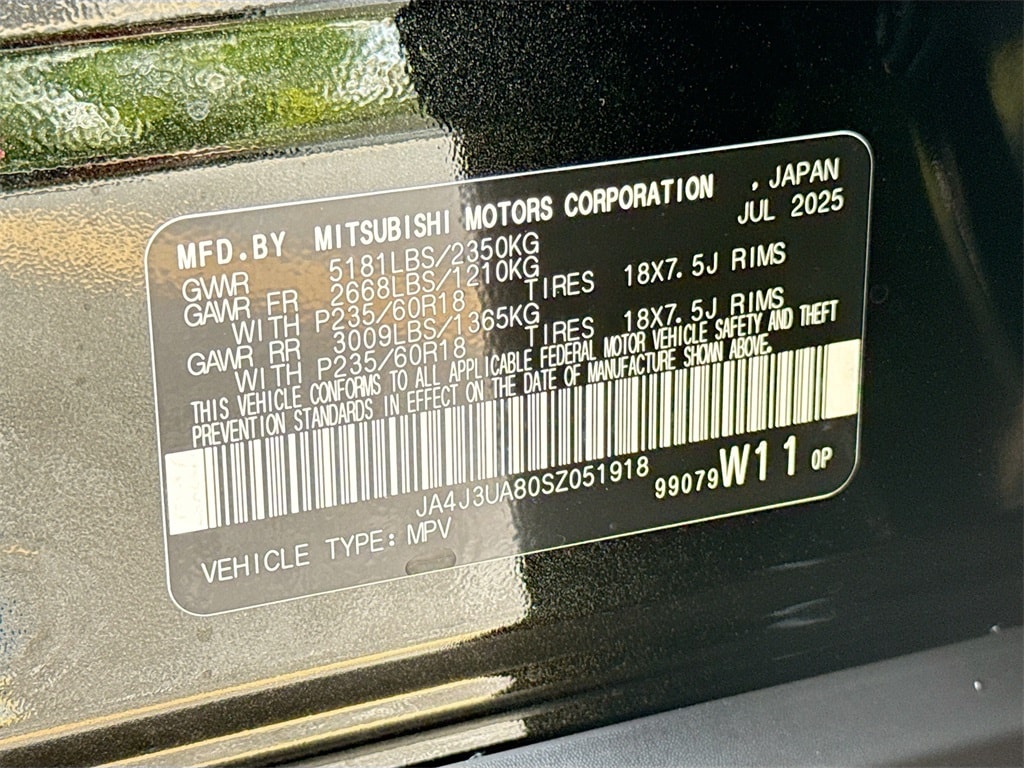 MFD.BY MITSUBISHI MOTORS CORPORATION . JAPAN
JUL 2025
GVWR 5181LBS/2350KG
GAWR FR 2668LBS/1210KG
WITH P235/60R18 TIRES 18X7.5J RIMS
GAWR RR 3009LBS/1365KG
WITH P235/60R18 TIRES 18X7.5J RIMS
THIS VEHICLE CONFORMS TO ALL APPLICABLE FEDERAL MOTOR VEHICLE SAFETY AND THEFT
PREVENTION STANDARDS IN EFFECT ON THE DATE OF MANUFACTURE SHOWN ABOVE.
JA4J3UA80SZ051918 99079W11 0P
VEHICLE TYPE: MPV